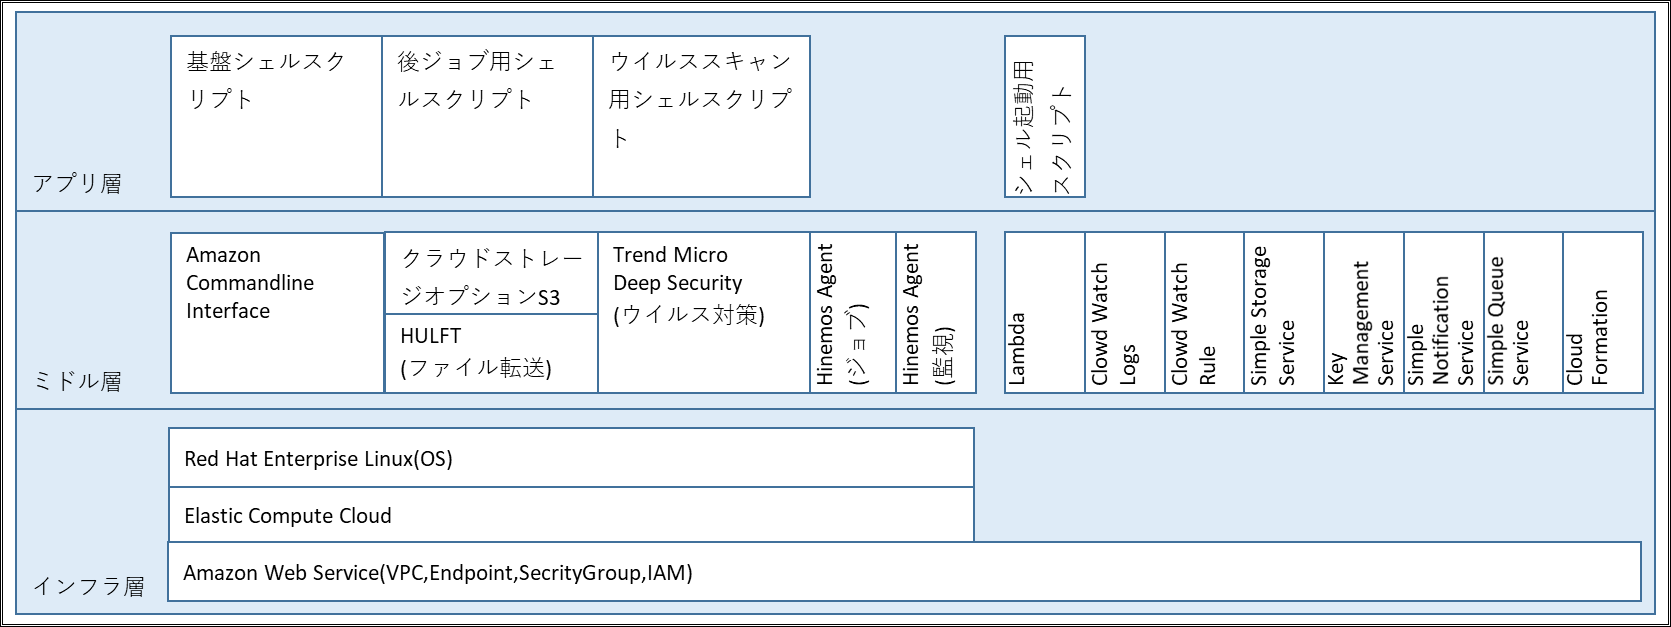 基盤シェルスク
リプト
後ジョブ用シェ
ルスクリプト
ウイルススキャン
用シェルスクリプ
ト
シェル起動用
スクリプト
アプリ層
Amazon
Commandline
Interface
クラウドストレー
ジオプションS3
HULFT
(ファイル転送)
Trend Micro
Deep Security
(ウイルス対策)
Hinemos Agent
(ジョブ)
Hinemos Agent
(監視)
Lambda
Clowd Watch
Logs
Clowd Watch
Rule
Simple Storage
Service
Key
Management
Service
Simple
Notification
Service
Simple Queue
Service
Cloud
Formation
ミドル層
Red Hat Enterprise Linux(OS)
Elastic Compute Cloud
Amazon Web Service(VPC,Endpoint,SecrityGroup,IAM)
インフラ層